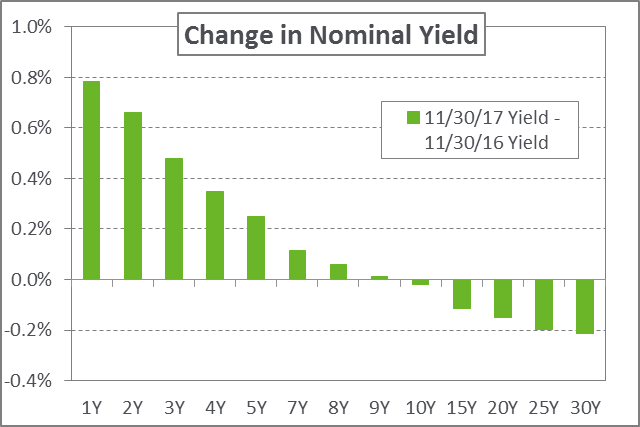 Change in Nominal Yield
11/30/17 Yield -
11/30/16 Yield
1.0%
0.8%
0.6%
0.4%
0.2%
0.0%
-0.2%
-0.4%
1Y 2Y 3Y 4Y 5Y 7Y 8Y 9Y 10Y 15Y 20Y 25Y 30Y